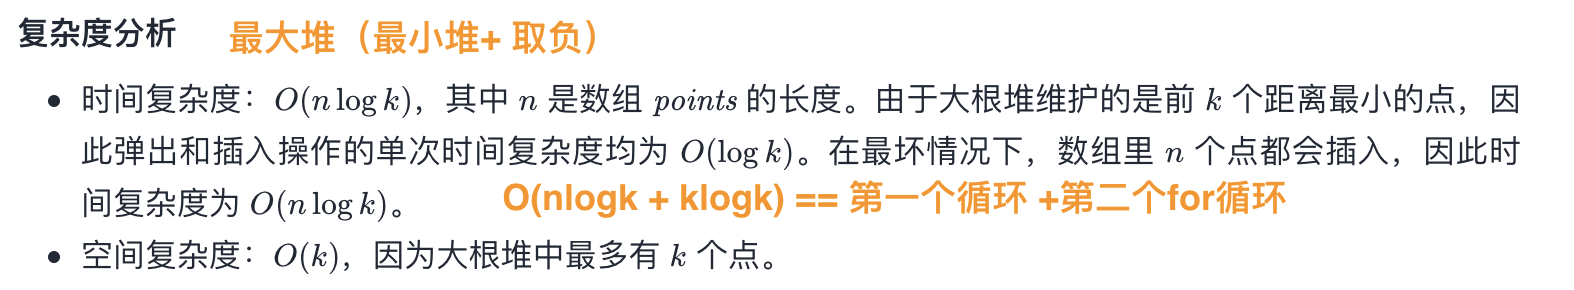 复杂度分析 最大堆（最小堆+ 取负）
• 时间复杂度：O(n log k)，其中 n 是数组 points 的长度。由于大根堆维护的是前 k 个距离最小的点，因
此弹出和插入操作的单次时间复杂度均为 O(log k)。在最坏情况下，数组里 n 个点都会插入，因此时
间复杂度为 O(n log k)。 O(nlogk + klogk) == 第一个循环 +第二个for循环
• 空间复杂度：O(k)，因为大根堆中最多有 k 个点。